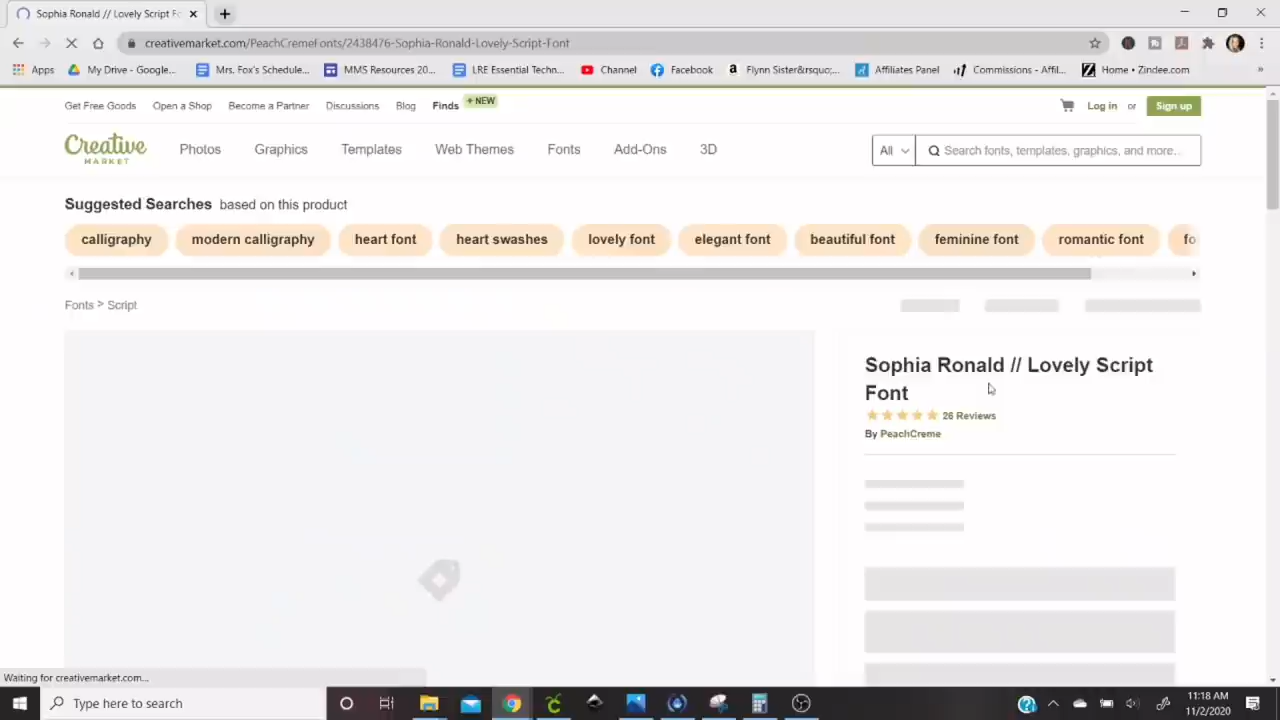 Sophia Ronald // Lovely Script Fo
creativemarket.com/PeachCremeFonts/2438476-Sophia-Ronald-Lovely-Script-Font
Apps
My Drive - Google...
Mrs. Fox's Schedule...
MMS Resources 20...
LRE Essential Techn...
Channel
Facebook
Flynn Sister&rsquo;...
Affiliates Panel
Commissions - Affil...
Home • Zindee.com
»
Get Free Goods
Open a Shop
Become a Partner
Discussions
Blog
Finds
+ NEW
Log in or
Sign up
Creative
MARKET
Photos
Graphics
Templates
Web Themes
Fonts
Add-Ons
3D
All
Search fonts, templates, graphics, and more...
Suggested Searches based on this product
calligraphy
modern calligraphy
heart font
heart swashes
lovely font
elegant font
beautiful font
feminine font
romantic font
fo
Fonts > Script
Sophia Ronald // Lovely Script
Font
26 Reviews
By PeachCreme
Waiting for creativemarket.com...
Type here to search
11:18 AM
11/2/2020